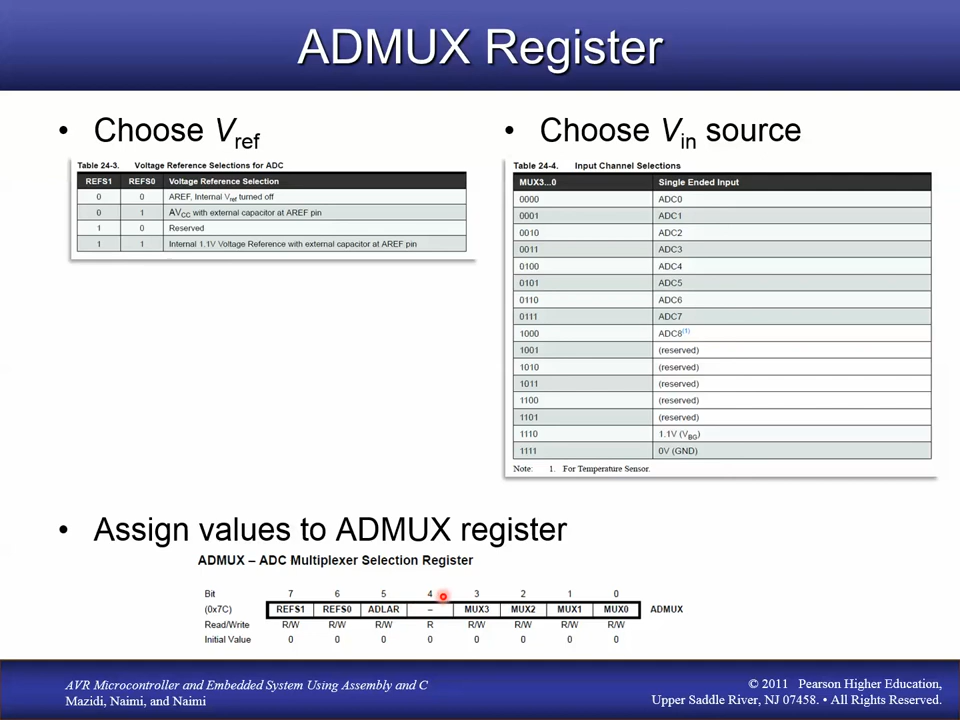 ADMUX Register
• Choose Vref
Table 24-3. Voltage Reference Selections for ADC
REFS1 REFS0 Voltage Reference Selection
0 0 AREF, Internal Vref turned off
0 1 AVCC with external capacitor at AREF pin
1 0 Reserved
1 1 Internal 1.1V Voltage Reference with external capacitor at AREF pin
• Choose Vin source
Table 24-4. Input Channel Selections
MUX3...0 Single Ended Input
0000 ADC0
0001 ADC1
0010 ADC2
0011 ADC3
0100 ADC4
0101 ADC5
0110 ADC6
0111 ADC7
1000 ADC8(1)
1001 (reserved)
1010 (reserved)
1011 (reserved)
1100 (reserved)
1101 (reserved)
1110 1.1V (VBG)
1111 0V (GND)
Note: 1. For Temperature Sensor.
• Assign values to ADMUX register
ADMUX – ADC Multiplexer Selection Register
Bit 7 6 5 4 3 2 1 0
(0x7C) REFS1 REFS0 ADLAR – MUX3 MUX2 MUX1 MUX0 ADMUX
Read/Write R/W R/W R/W R R/W R/W R/W R/W
Initial Value 0 0 0 0 0 0 0 0
AVR Microcontroller and Embedded System Using Assembly and C
Mazidi, Naimi, and Naimi
© 2011 Pearson Higher Education,
Upper Saddle River, NJ 07458. • All Rights Reserved.